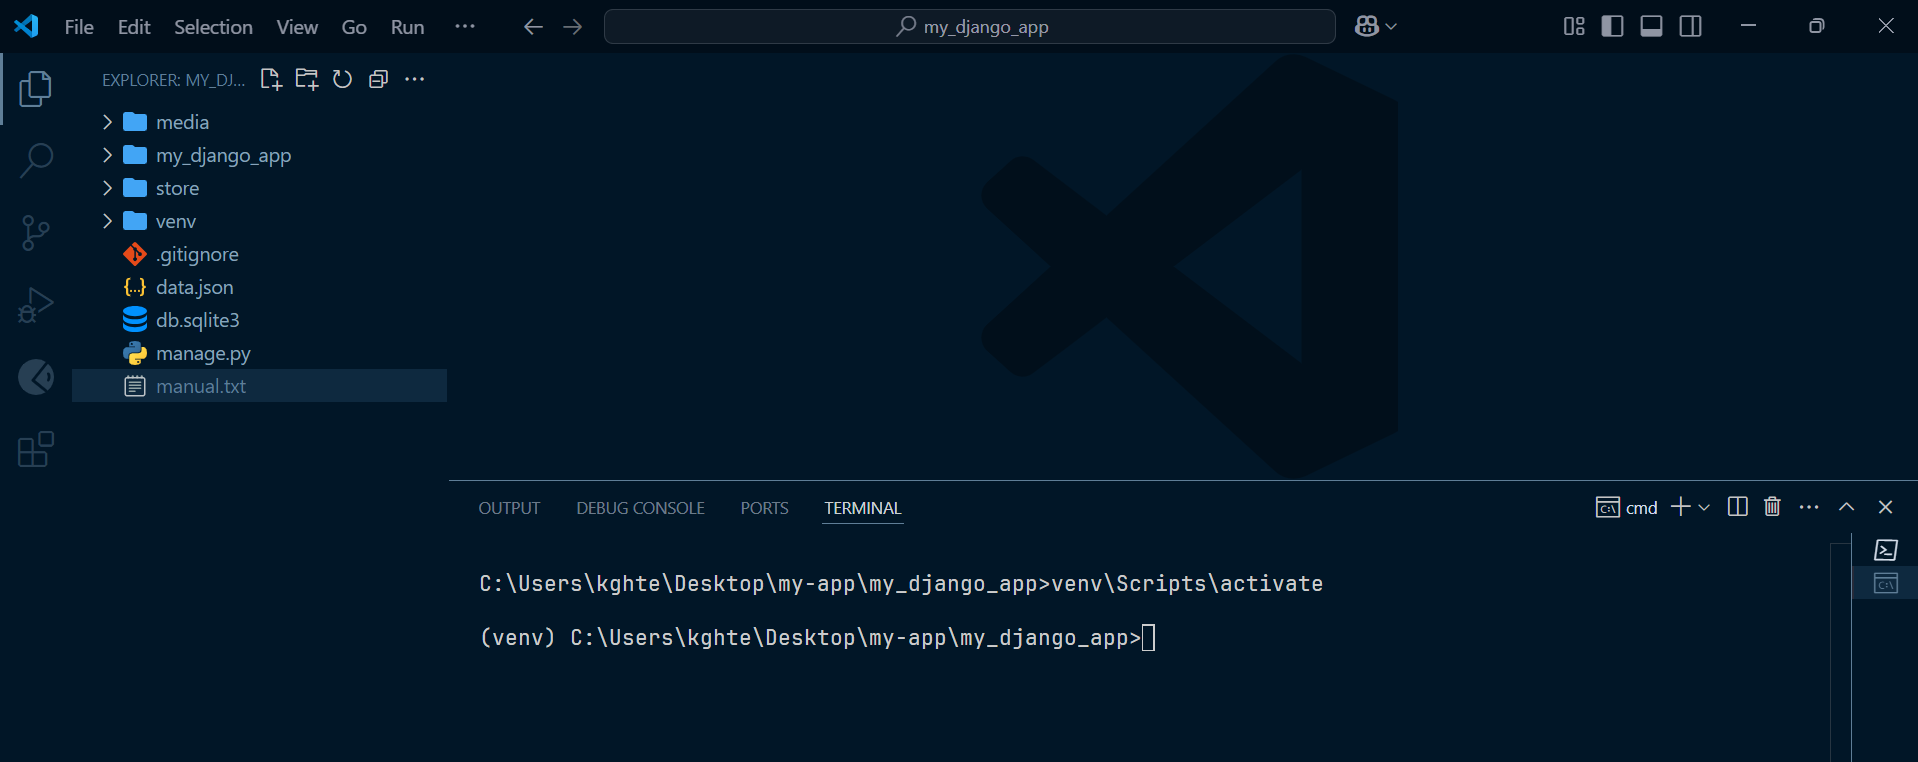 File Edit Selection View Go Run ··· my_django_app
EXPLORER: MY_DJ...
media
my_django_app
store
venv
.gitignore
data.json
db.sqlite3
manage.py
manual.txt
OUTPUT DEBUG CONSOLE PORTS TERMINAL cmd
C:\Users\kghte\Desktop\my-app\my_django_app>venv\Scripts\activate
(venv) C:\Users\kghte\Desktop\my-app\my_django_app>